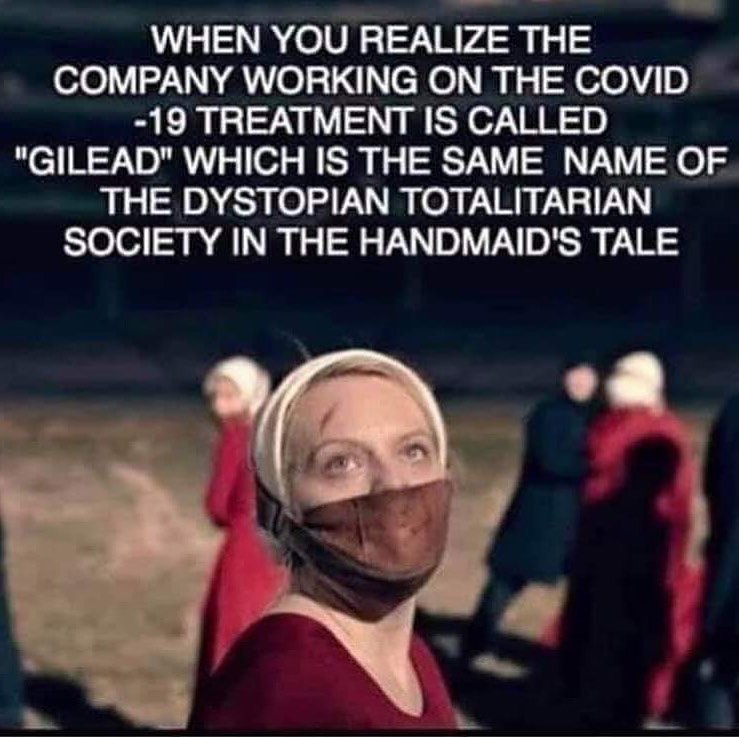 WHEN YOU REALIZE THE
COMPANY WORKING ON THE COVID
-19 TREATMENT IS CALLED
"GILEAD" WHICH IS THE SAME NAME OF
THE DYSTOPIAN TOTALITARIAN
SOCIETY IN THE HANDMAID'S TALE